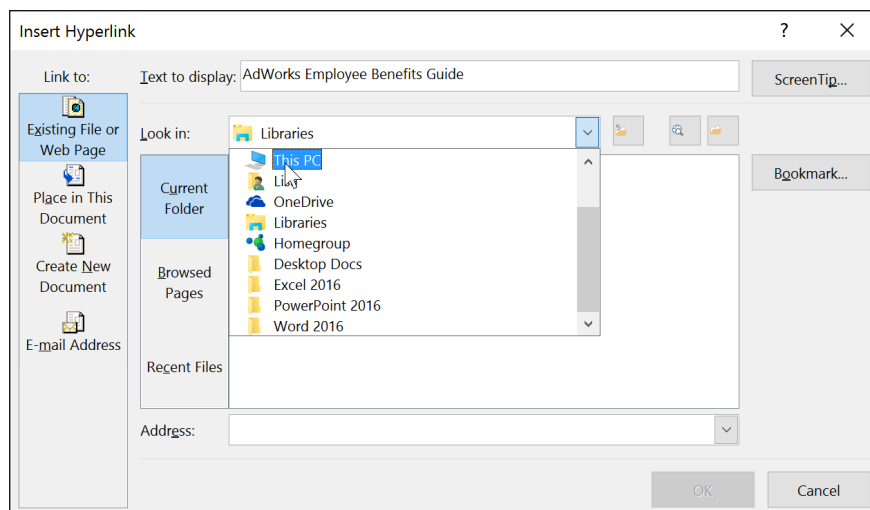 Insert Hyperlink
?
Link to:
Text to display: AdWorks Employee Benefits Guide
ScreenTip...
Existing File or
Web Page
Look in: Libraries
This PC
OneDrive
Libraries
Homegroup
Desktop Docs
Excel 2016
PowerPoint 2016
Word 2016
Bookmark...
Current
Folder
Browsed
Pages
Recent Files
Place in This
Document
Create New
Document
E-mail Address
Address:
OK
Cancel